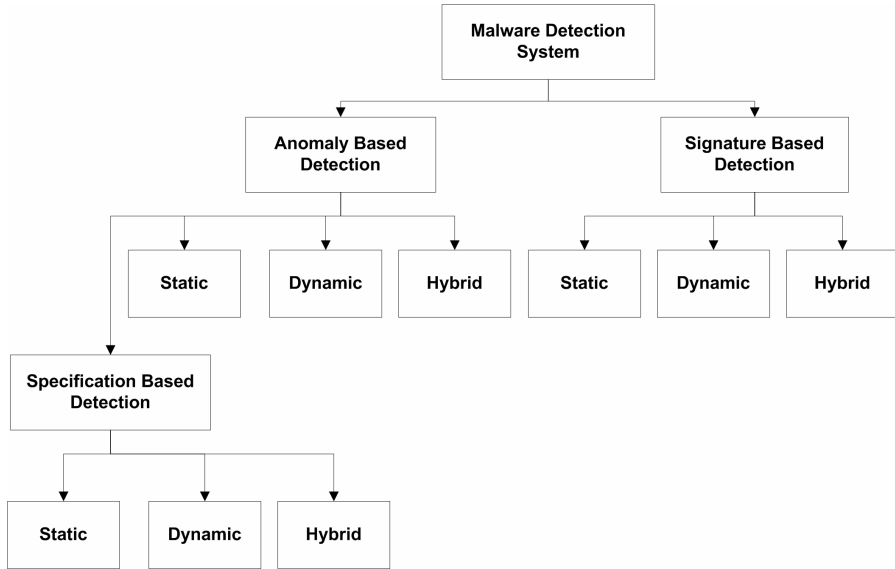 Malware Detection
System
Anomaly Based
Detection
Signature Based
Detection
Static
Dynamic
Hybrid
Static
Dynamic
Hybrid
Specification Based
Detection
Static
Dynamic
Hybrid